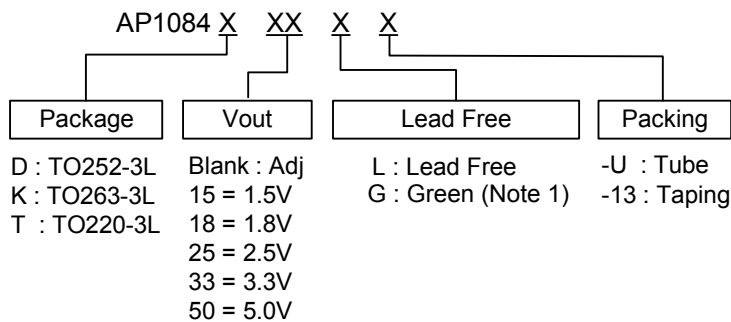 AP1084 X XX X X
Package
Vout
Lead Free
Packing
D : TO252-3L
K : TO263-3L
T : TO220-3L
Blank : Adj
15 = 1.5V
18 = 1.8V
25 = 2.5V
33 = 3.3V
50 = 5.0V
L : Lead Free
G : Green (Note 1)
-U : Tube
-13 : Taping